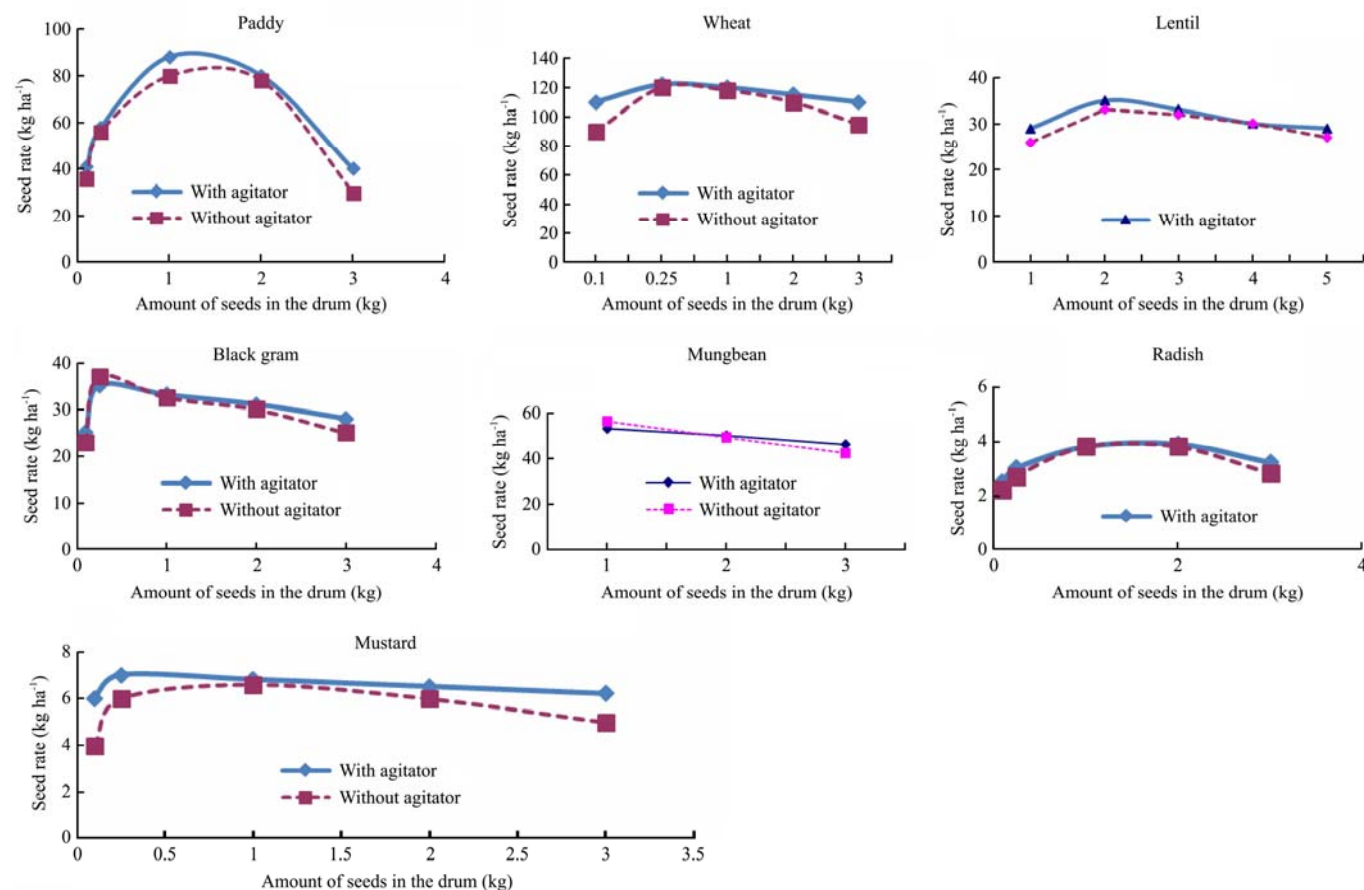 Paddy
100
80
60
40
20
0
Seed rate (kg ha-1)
With agitator
Without agitator
0 1 2 3 4
Amount of seeds in the drum (kg)
Wheat
140
120
100
80
60
40
20
0
Seed rate (kg ha-1)
With agitator
Without agitator
0.1 0.25 1 2 3
Amount of seeds in the drum (kg)
Lentil
40
30
20
10
0
Seed rate (kg ha-1)
With agitator
1 2 3 4 5
Amount of seeds in the drum (kg)
Black gram
40
30
20
10
0
Seed rate (kg ha-1)
With agitator
Without agitator
0 1 2 3 4
Amount of seeds in the drum (kg)
Mungbean
60
40
20
0
Seed rate (kg ha-1)
With agitator
Without agitator
1 2 3
Amount of seeds in the drum (kg)
Radish
6
4
2
0
Seed rate (kg ha-1)
With agitator
0 2 4
Amount of seeds in the drum (kg)
Mustard
8
6
4
2
0
Seed rate (kg ha-1)
With agitator
Without agitator
0 0.5 1 1.5 2 2.5 3 3.5
Amount of seeds in the drum (kg)